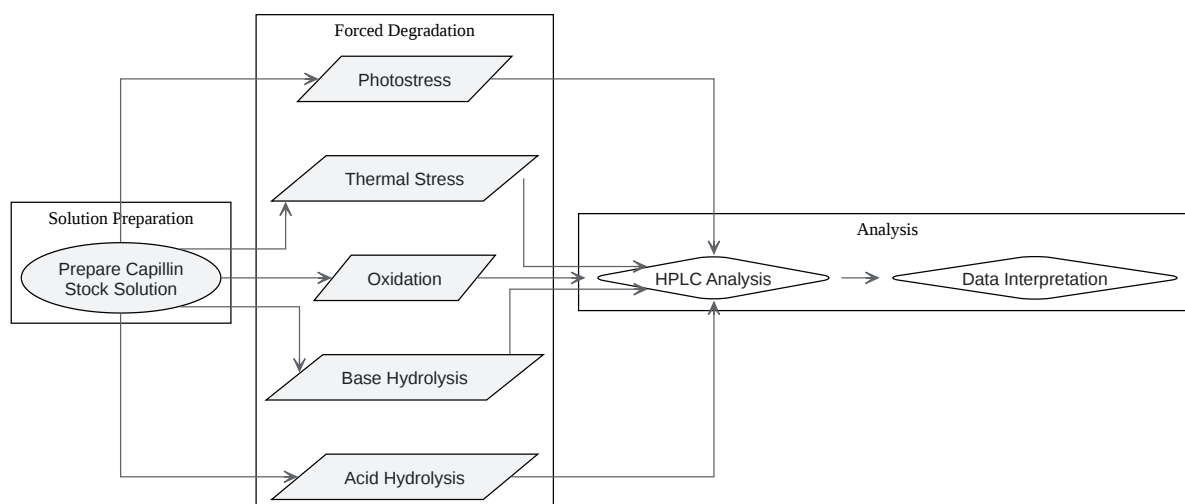 Forced Degradation
Photostress
Thermal Stress
Solution Preparation
Prepare Capillin
Stock Solution
Oxidation
Base Hydrolysis
Acid Hydrolysis
Analysis
HPLC Analysis
Data Interpretation